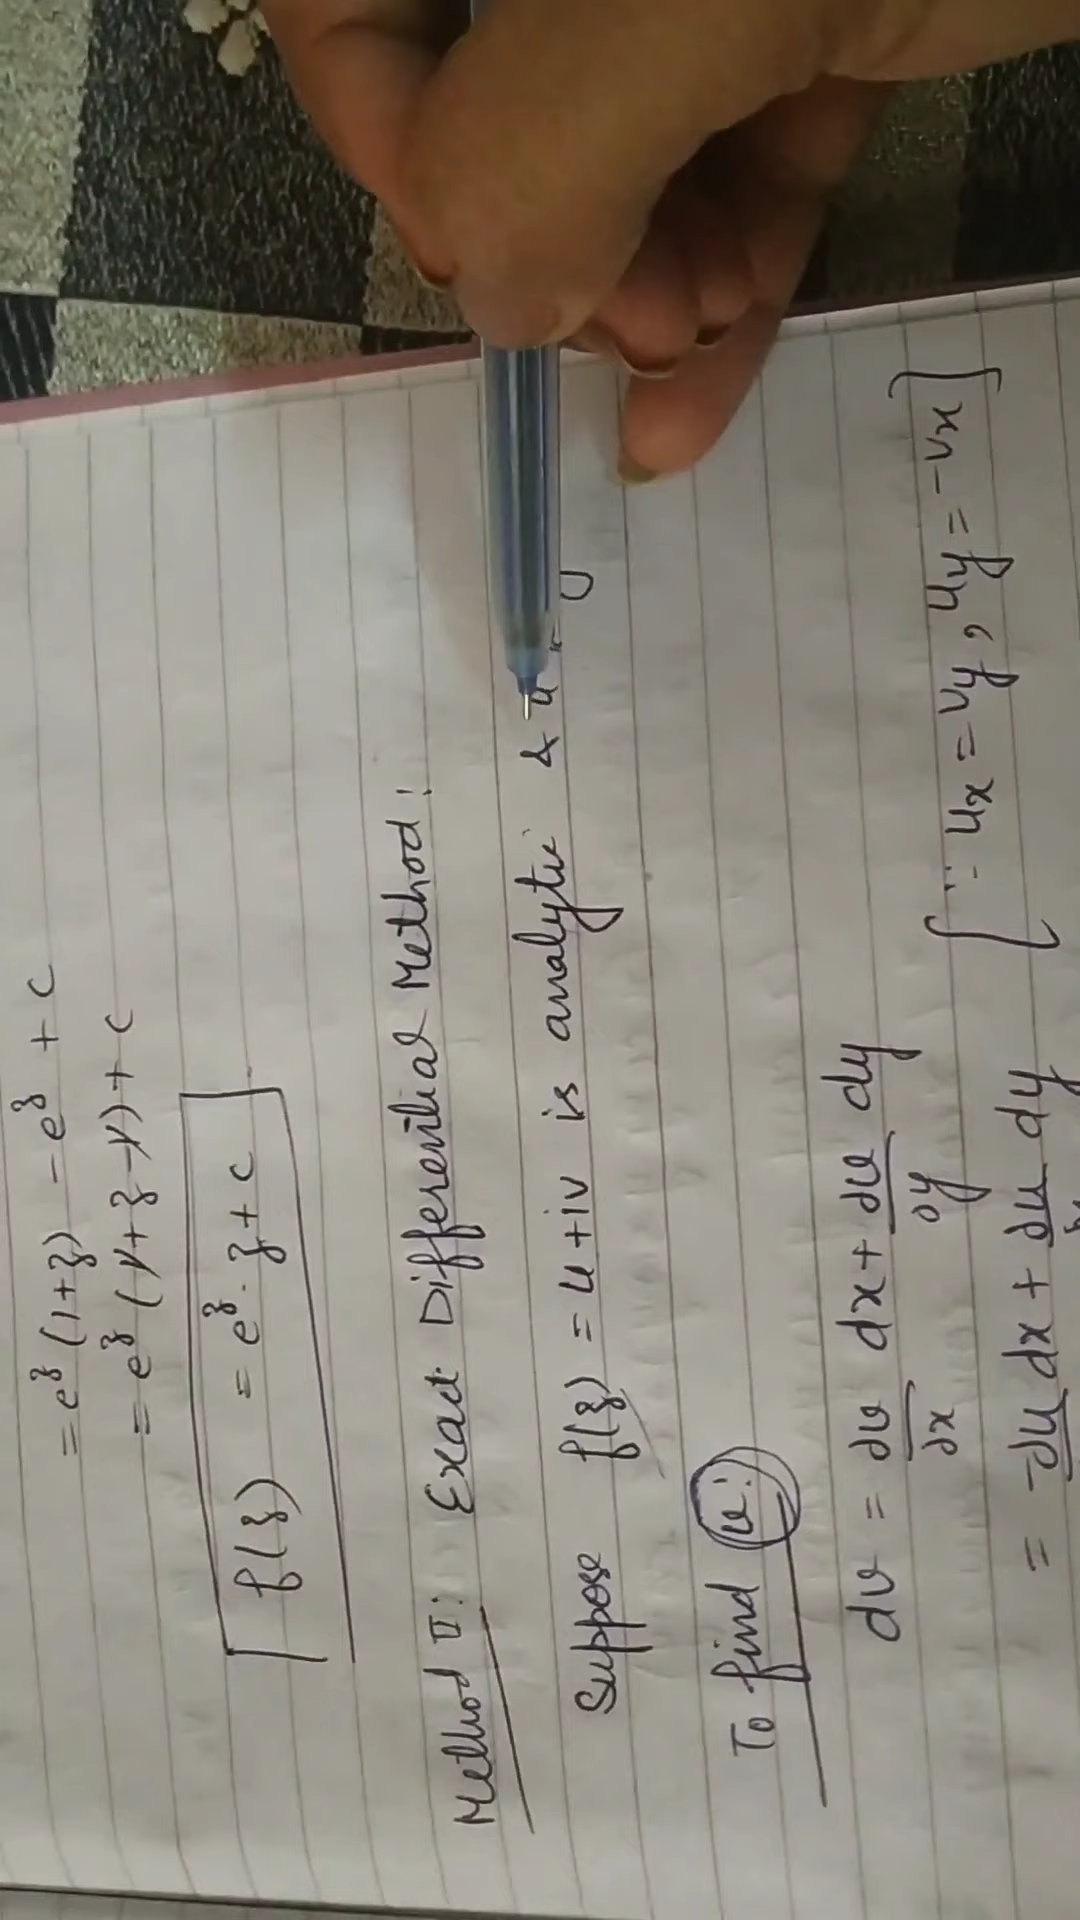 = e^z (1+z) - e^z + c
= e^z (1+z-1) + c
f(z) = e^z . z + c
Method II: Exact Differential Method:
Suppose f(z) = u+iv is analytic & u
To find v:
dv = ∂v/∂x dx + ∂v/∂y dy
= -∂u dx + ∂u dy [∵ ux = vy, uy = -vx]